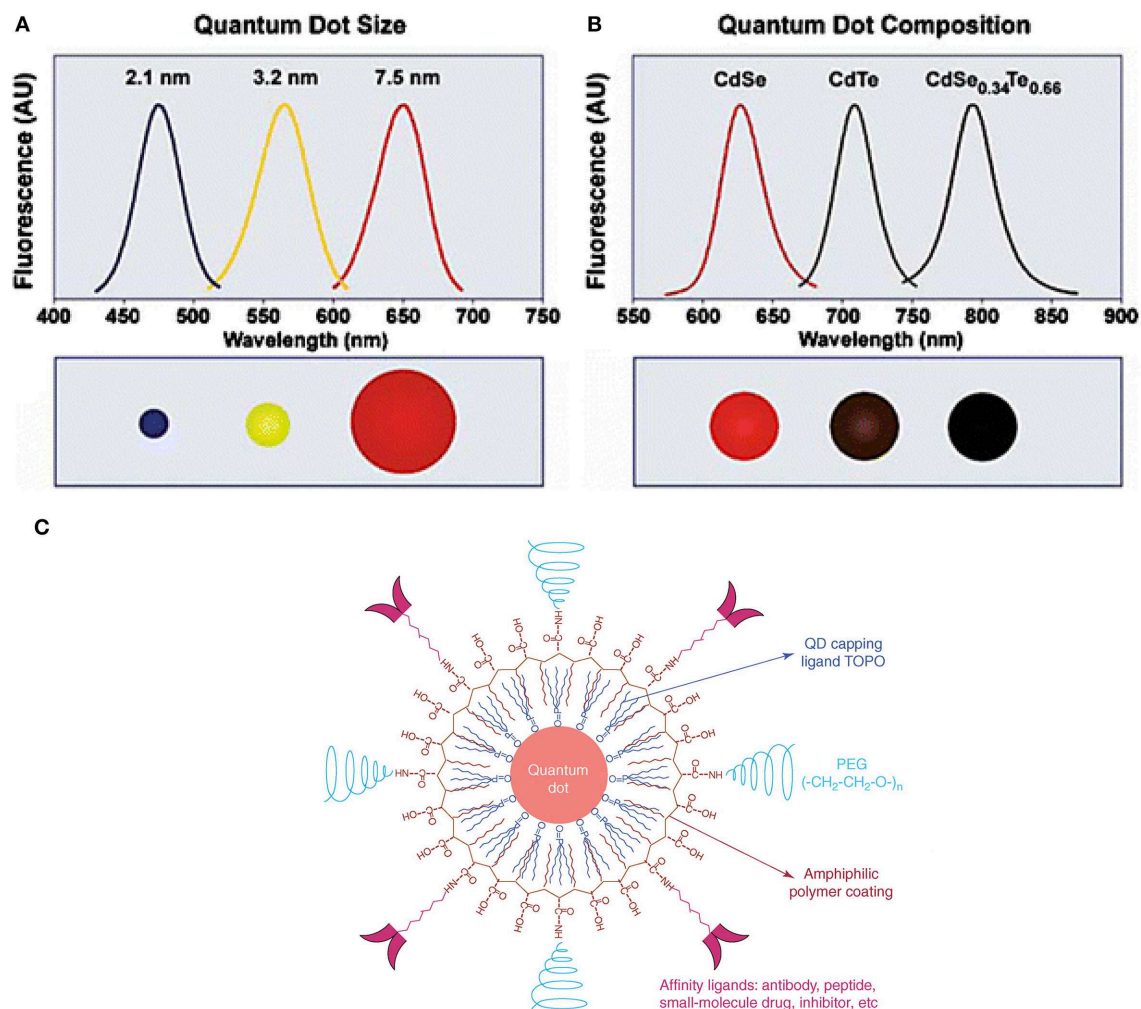 A
Quantum Dot Size
2.1 nm 3.2 nm 7.5 nm
Fluorescence (AU)
400 450 500 550 600 650 700 750
Wavelength (nm)
B
Quantum Dot Composition
CdSe CdTe CdSe0.34Te0.66
Fluorescence (AU)
550 600 650 700 750 800 850 900
Wavelength (nm)
C
QD capping
ligand TOPO
Quantum
dot
PEG
(-CH2-CH2-O-)n
Amphiphilic
polymer coating
Affinity ligands: antibody, peptide,
small-molecule drug, inhibitor, etc